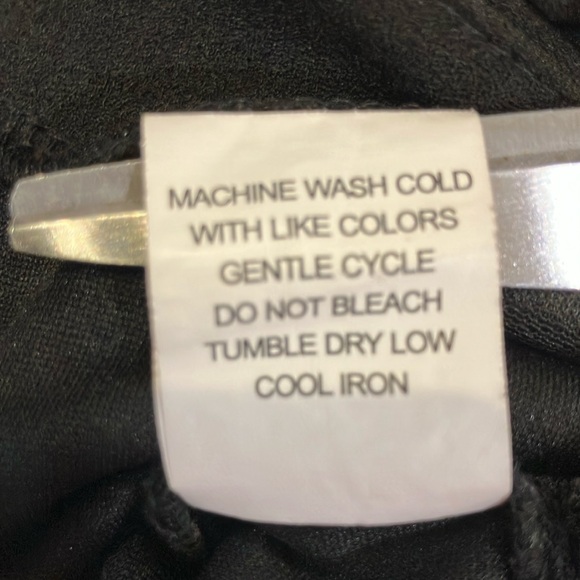 MACHINE WASH COLD
WITH LIKE COLORS
GENTLE CYCLE
DO NOT BLEACH
TUMBLE DRY LOW
COOL IRON